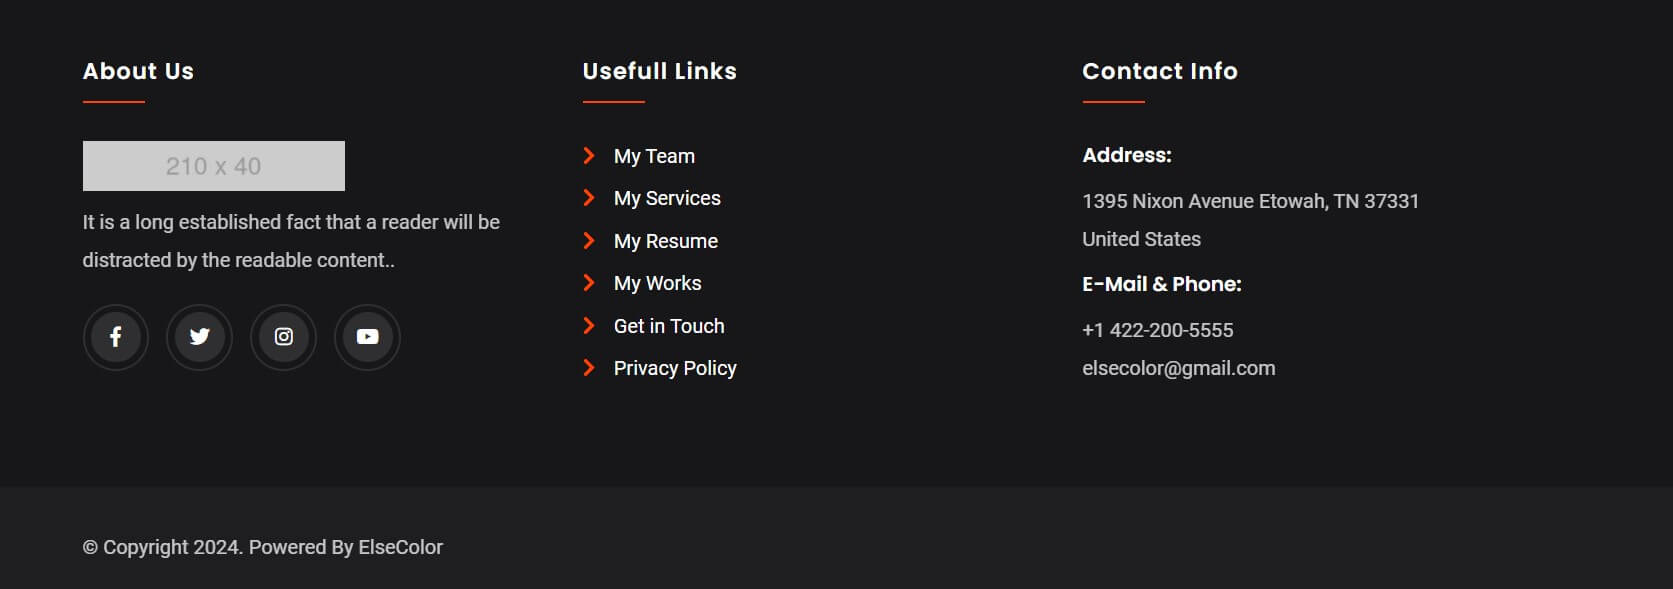 About Us
210 x 40
It is a long established fact that a reader will be
distracted by the readable content..
Usefull Links
My Team
My Services
My Resume
My Works
Get in Touch
Privacy Policy
Contact Info
Address:
1395 Nixon Avenue Etowah, TN 37331
United States
E-Mail & Phone:
+1 422-200-5555
elsecolor@gmail.com
© Copyright 2024. Powered By ElseColor